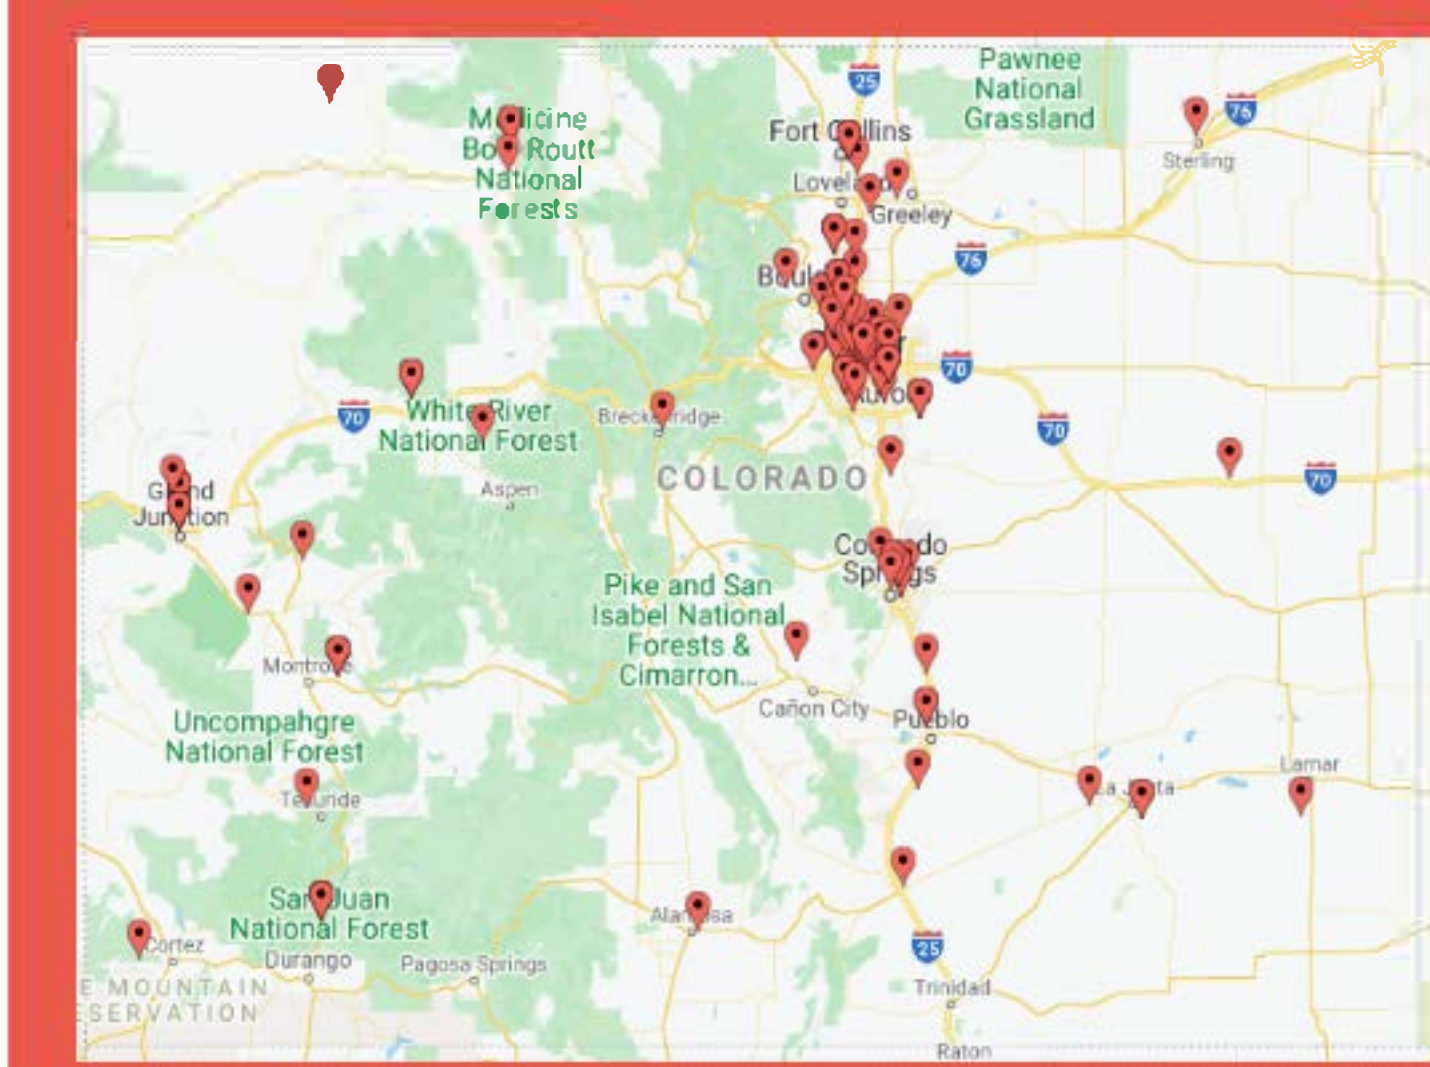 Pawnee
National
Grassland
25
76
Fort Collins
Sterling
Medicine
Bow Routt
National
Forests
Loveland
Greeley
76
Boulder
70
White River
National Forest
Breckenridge
70
70
COLORADO
70
Aspen
Grand
Junction
Colorado
Springs
Pike and San
Isabel National
Forests &
Cimarron...
Montrose
Cañon City
Pueblo
Uncompahgre
National Forest
Lamar
La Junta
Telluride
San Juan
National Forest
Alamosa
Cortez
Durango
Pagosa Springs
25
E MOUNTAIN
ESERVATION
Trinidad
Raton